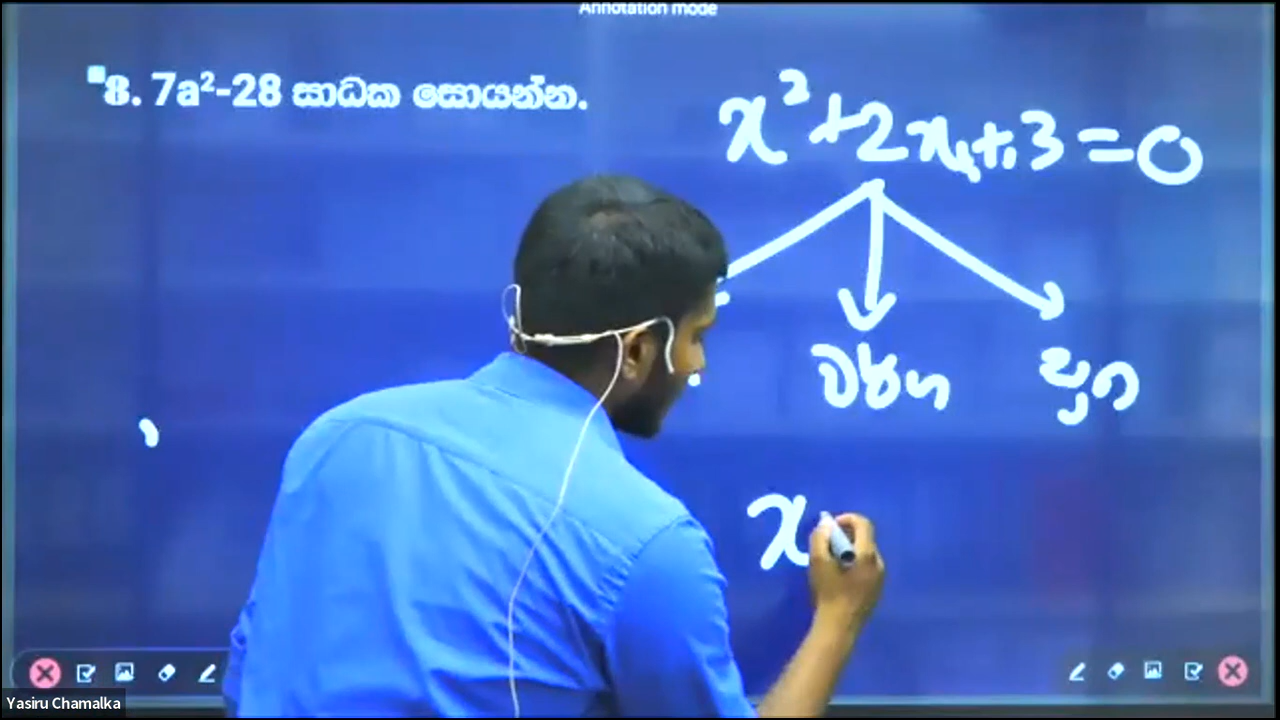 Annotation mode
8. 7a²-28 සාධක සොයන්න.
x²+2x+3=0
වර්ග
සූත්‍ර
x
Yasiru Chamalka